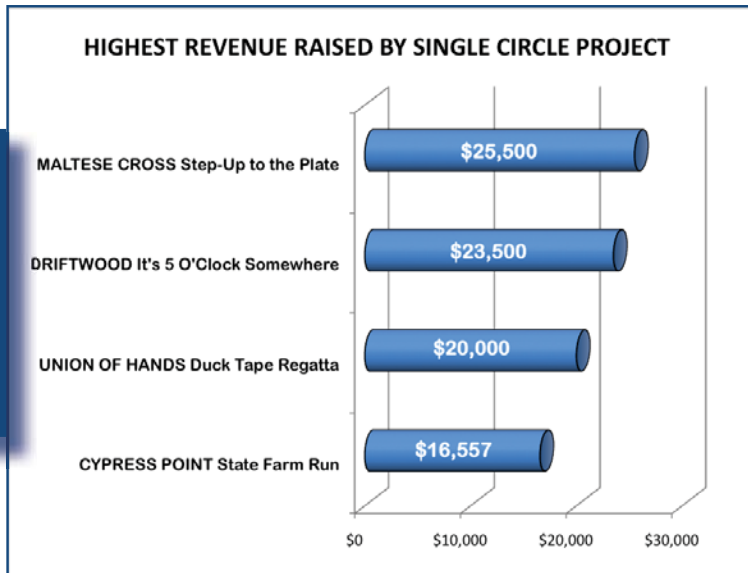 HIGHEST REVENUE RAISED BY SINGLE CIRCLE PROJECT
MALTESE CROSS Step-Up to the Plate
$25,500
DRIFTWOOD It's 5 O'Clock Somewhere
$23,500
UNION OF HANDS Duck Tape Regatta
$20,000
CYPRESS POINT State Farm Run
$16,557
$0
$10,000
$20,000
$30,000